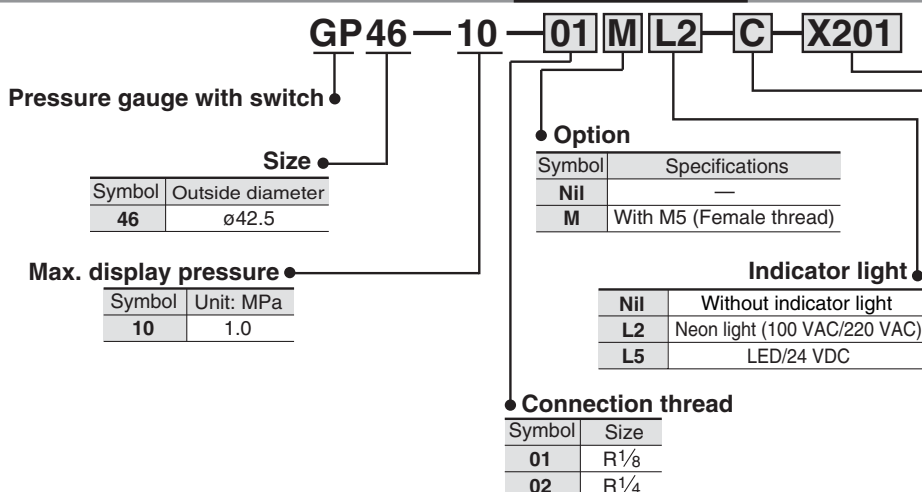 GP 46 — 10 — 01 M L2 — C — X201
Pressure gauge with switch
Size
Symbol Outside diameter
46 ø42.5
Max. display pressure
Symbol Unit: MPa
10 1.0
Option
Symbol Specifications
Nil —
M With M5 (Female thread)
Indicator light
Nil Without indicator light
L2 Neon light (100 VAC/220 VAC)
L5 LED/24 VDC
Connection thread
Symbol Size
01 R1/8
02 R1/4